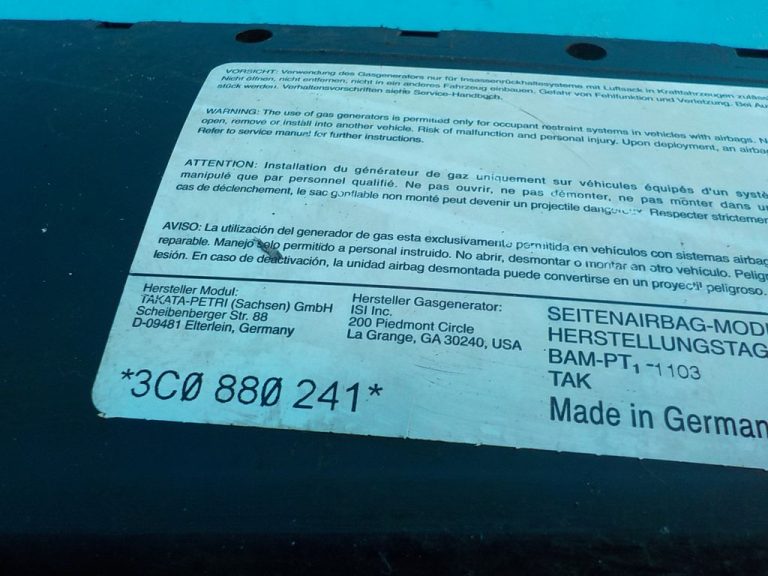 VORSICHT: Verwendung des Gasgenerators nur für Insassenrückhaltesysteme mit Luftsack in Kraftfahrzeugen zuläss
Nicht öffnen, nicht entfernen, nicht in ein anderes Fahrzeug einbauen. Gefahr von Fehlfunktion und Verletzung. Bei Au
stück werden. Verhaltensvorschriften siehe Service-Handbuch.
WARNING: The use of gas generators is permitted only for occupant restraint systems in vehicles with airbags. N
open, remove or install into another vehicle. Risk of malfunction and personal injury. Upon deployment, an airba
Refer to service manual for further instructions.
ATTENTION: Installation du générateur de gaz uniquement sur véhicules équipés d'un systè
manipulé que par personnel qualifié. Ne pas ouvrir, ne pas démonter, ne pas monter dans u
cas de déclenchement, le sac gonflable non monté peut devenir un projectile dangereux Respecter strictemen
AVISO: La utilización del generador de gas esta exclusivamente permitida en vehículos con sistemas airbag
reparable. Manejo solo permitido a personal instruido. No abrir, desmontar o montar en otro vehículo. Pelig
lesión. En caso de deactivación, la unidad airbag desmontada puede convertirse en un proyectil peligroso.
Hersteller Modul:
TAKATA-PETRI (Sachsen) GmbH
Scheibenberger Str. 88
D-09481 Elterlein, Germany
Hersteller Gasgenerator:
ISI Inc.
200 Piedmont Circle
La Grange, GA 30240, USA
SEITENAIRBAG-MOD
HERSTELLUNGSTAG
BAM-PT1-1103
TAK
Made in German
*3C0 880 241*